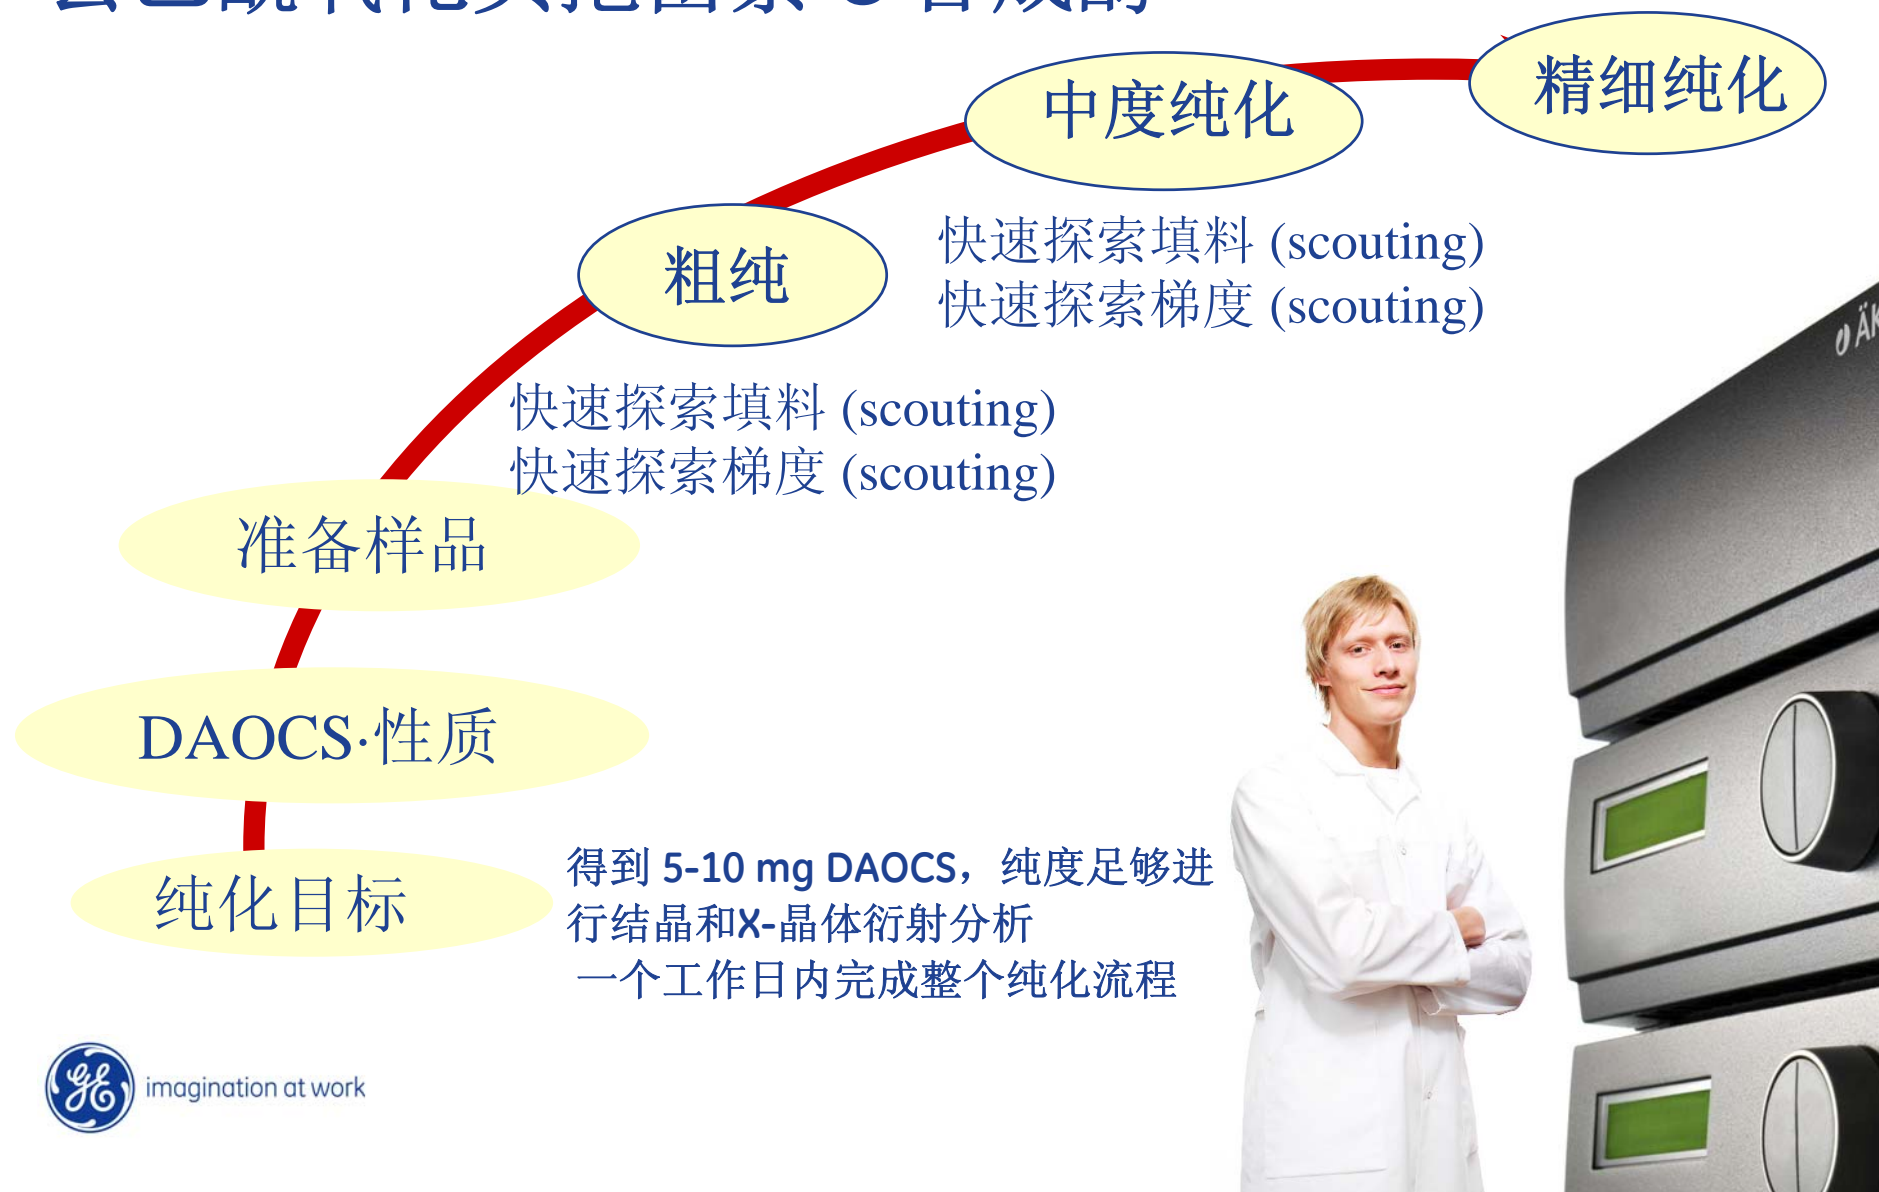 精细纯化
中度纯化
快速探索填料 (scouting)
快速探索梯度 (scouting)
粗纯
快速探索填料 (scouting)
快速探索梯度 (scouting)
准备样品
DAOCS·性质
纯化目标
得到 5-10 mg DAOCS，纯度足够进
行结晶和X-晶体衍射分析
一个工作日内完成整个纯化流程
GE imagination at work